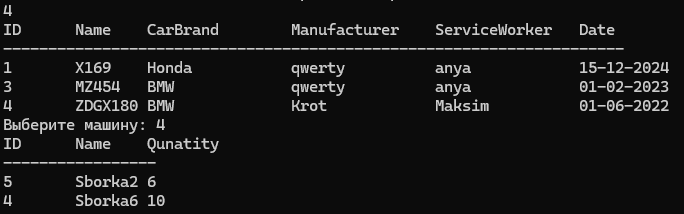 4
ID Name CarBrand Manufacturer ServiceWorker Date
---------------------------------------------------------------------
1 X169 Honda qwerty anya 15-12-2024
3 MZ454 BMW qwerty anya 01-02-2023
4 ZDGX180 BMW Krot Maksim 01-06-2022
Выберите машину: 4
ID Name Qunatity
-----------------
5 Sborka2 6
4 Sborka6 10